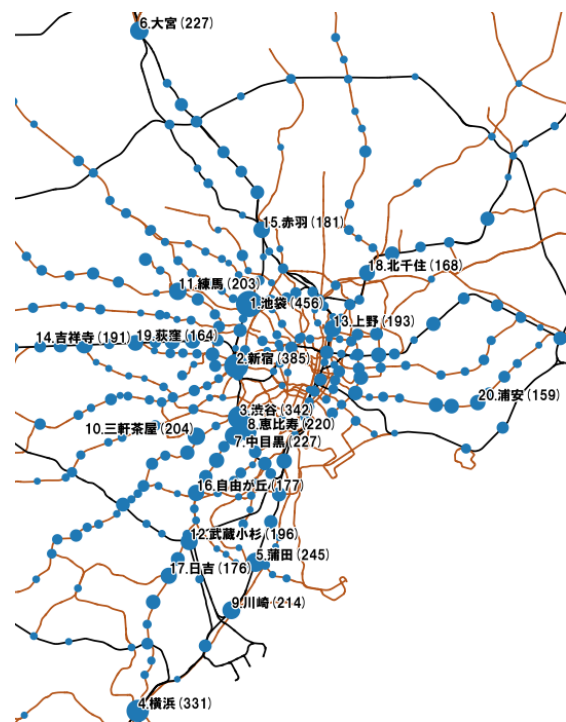 6.大宮(227)
15.赤羽(181)
18.北千住(168)
11.練馬(203)
1.池袋(456)
13.上野(193)
14.吉祥寺(191)
19.荻窪(164)
2.新宿(385)
20.浦安(159)
3.渋谷(342)
8.恵比寿(220)
10.三軒茶屋(204)
7.中目黒(227)
16.自由が丘(177)
12.武蔵小杉(196)
5.蒲田(245)
17.日吉(176)
9.川崎(214)
4.横浜(331)